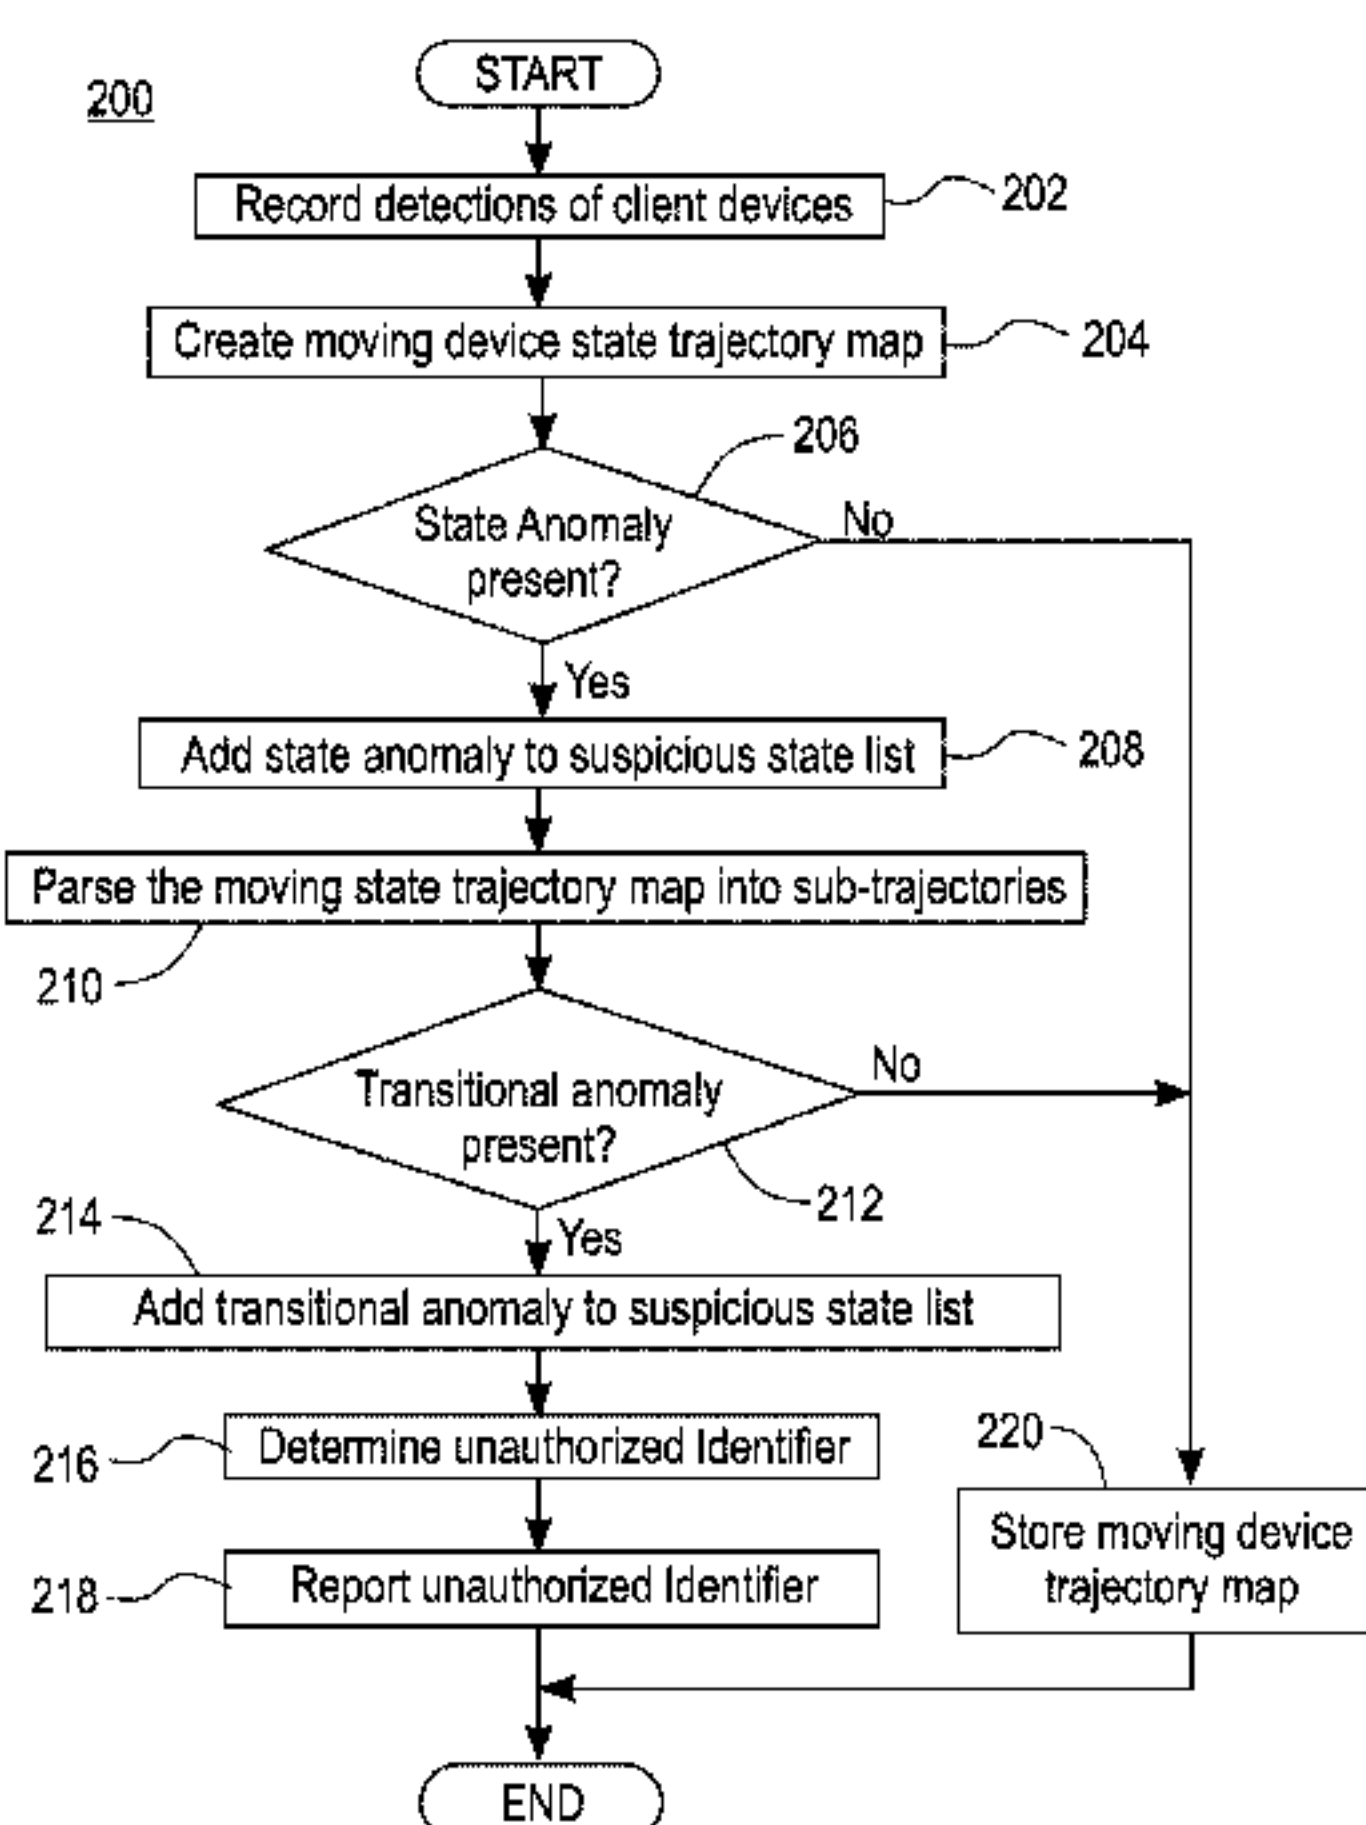 200
START
Record detections of client devices
202
Create moving device state trajectory map
204
206
State Anomaly
present?
No
Yes
Add state anomaly to suspicious state list
208
Parse the moving state trajectory map into sub-trajectories
210
Transitional anomaly
present?
No
212
Yes
214
Add transitional anomaly to suspicious state list
216
Determine unauthorized Identifier
218
Report unauthorized Identifier
220
Store moving device
trajectory map
END